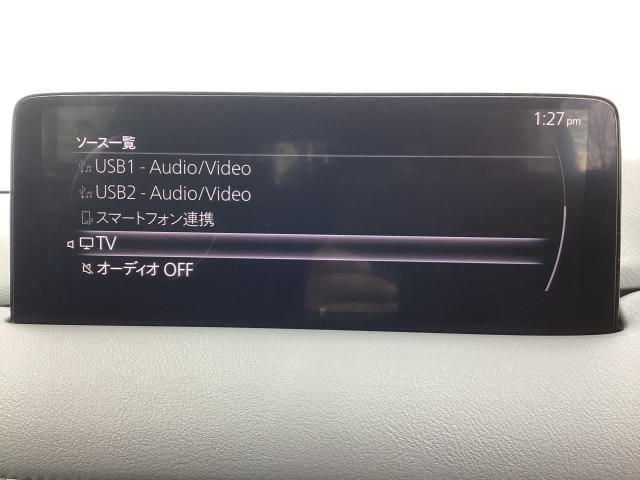 1:27 pm
ソース一覧
USB1 - Audio/Video
USB2 - Audio/Video
スマートフォン連携
TV
オーディオ OFF